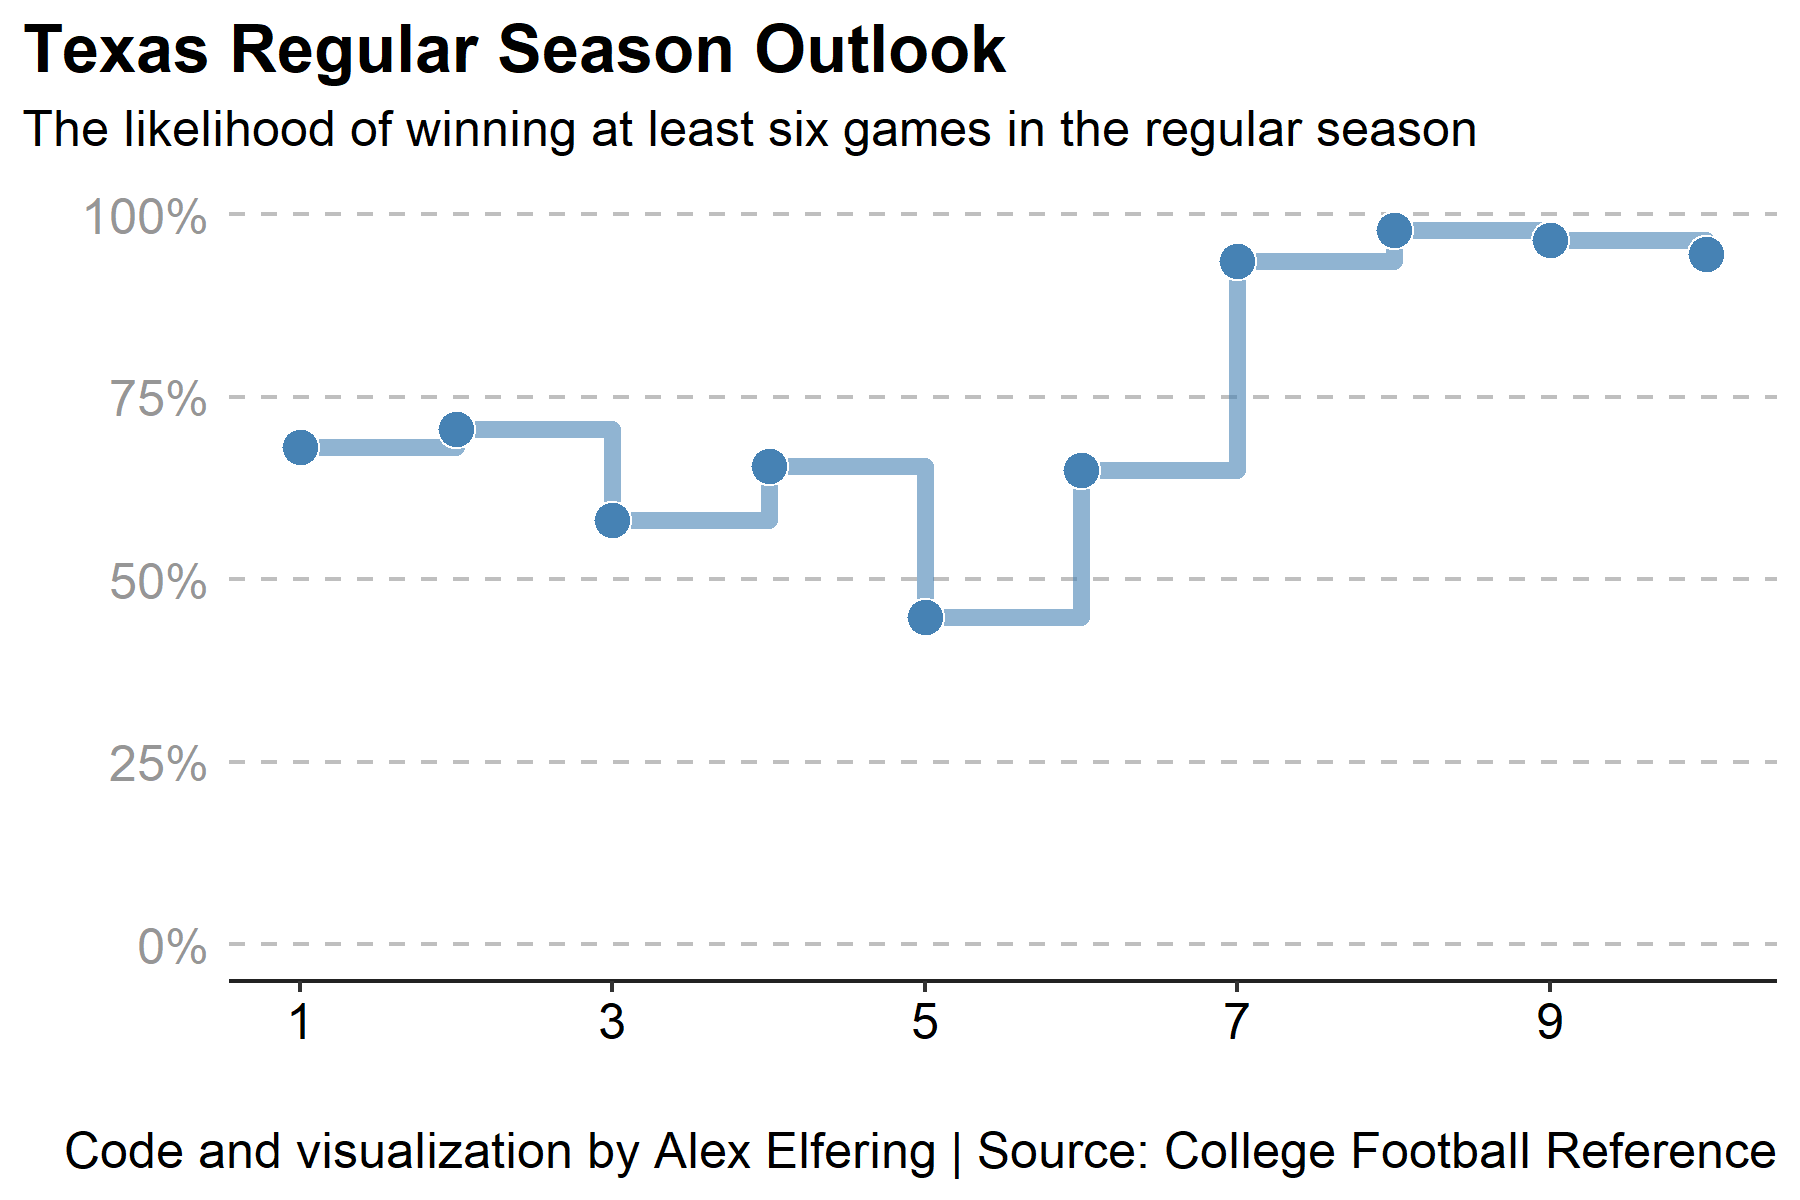 Texas Regular Season Outlook
The likelihood of winning at least six games in the regular season
100%
75%
50%
25%
0%
1 3 5 7 9
Code and visualization by Alex Elfering | Source: College Football Reference